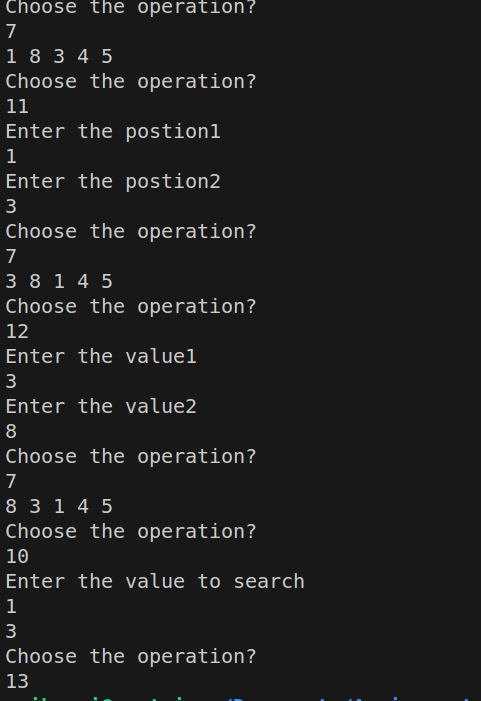 Choose the operation?
7
1 8 3 4 5
Choose the operation?
11
Enter the postion1
1
Enter the postion2
3
Choose the operation?
7
3 8 1 4 5
Choose the operation?
12
Enter the value1
3
Enter the value2
8
Choose the operation?
7
8 3 1 4 5
Choose the operation?
10
Enter the value to search
1
3
Choose the operation?
13